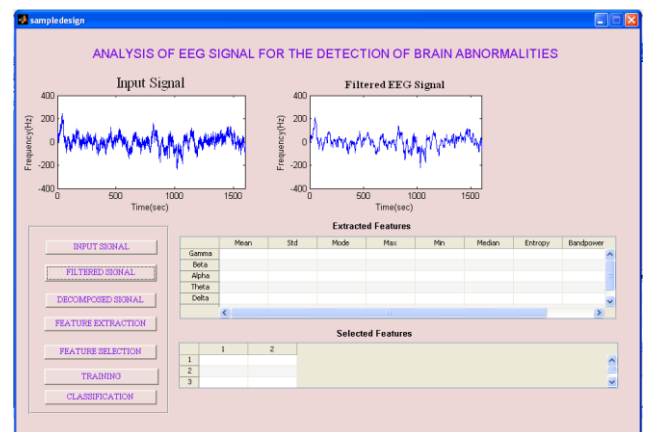 sampledesign
ANALYSIS OF EEG SIGNAL FOR THE DETECTION OF BRAIN ABNORMALITIES
Input Signal
Filtered EEG Signal
400
200
0
-200
-400
Frequency(Hz)
0 500 1000 1500
Time(sec)
400
200
0
-200
-400
Frequency(Hz)
0 500 1000 1500
Time(sec)
INPUT SIGNAL
FILTERED SIGNAL
DECOMPOSED SIGNAL
FEATURE EXTRACTION
FEATURE SELECTION
TRAINING
CLASSIFICATION
Extracted Features
Mean Std Mode Max Min Median Entropy Bandpower
Gamma
Beta
Alpha
Theta
Delta
Selected Features
1 2
1
2
3